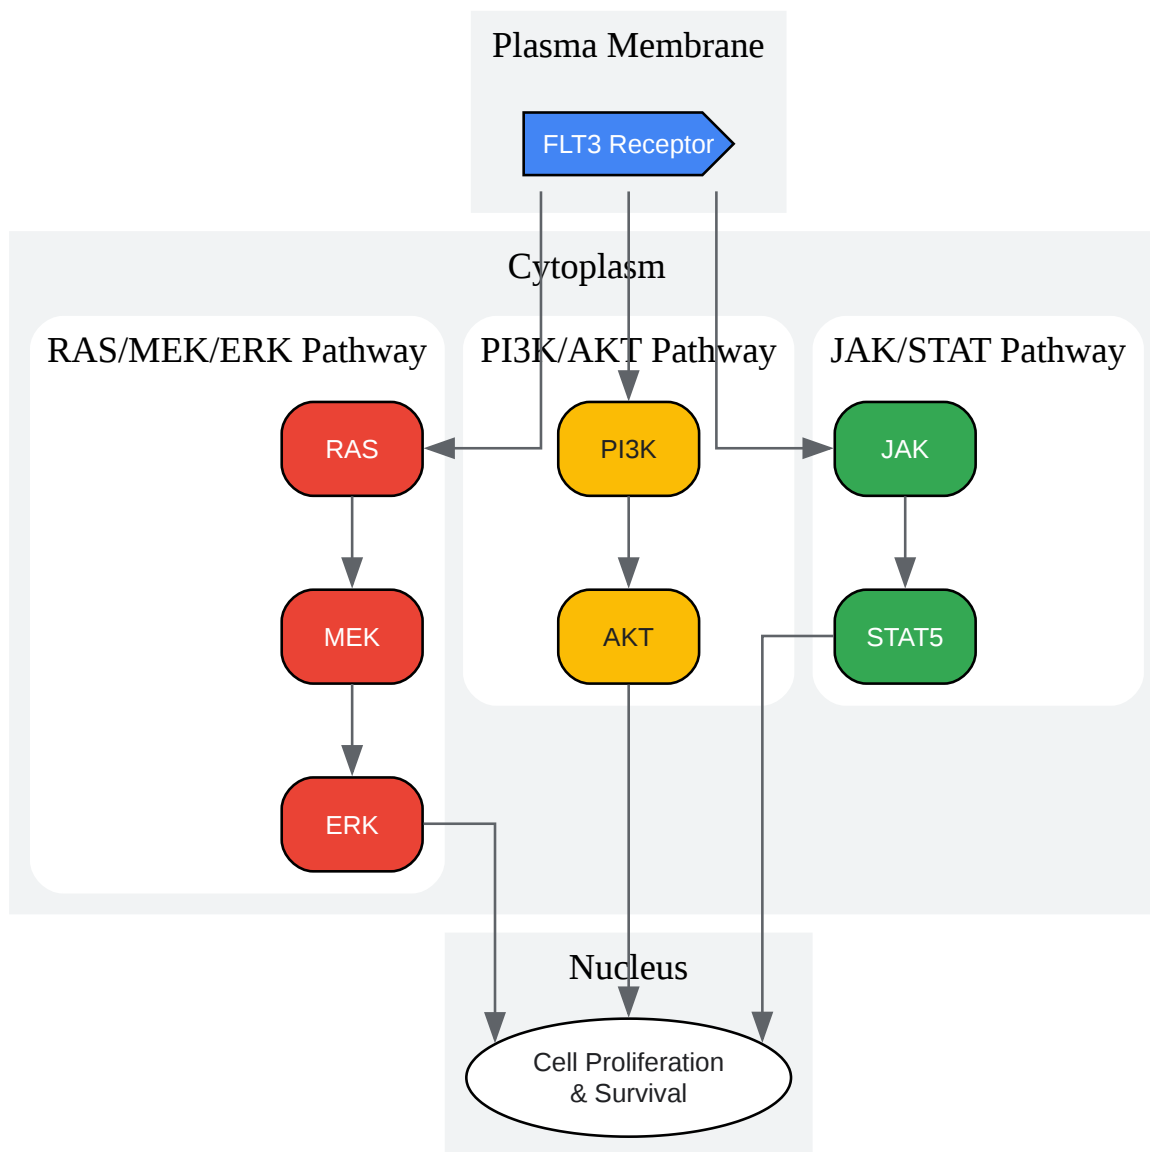 Plasma Membrane
FLT3 Receptor
Cytoplasm
RAS/MEK/ERK Pathway
PI3K/AKT Pathway
JAK/STAT Pathway
RAS
PI3K
JAK
MEK
AKT
STAT5
ERK
Nucleus
Cell Proliferation
& Survival